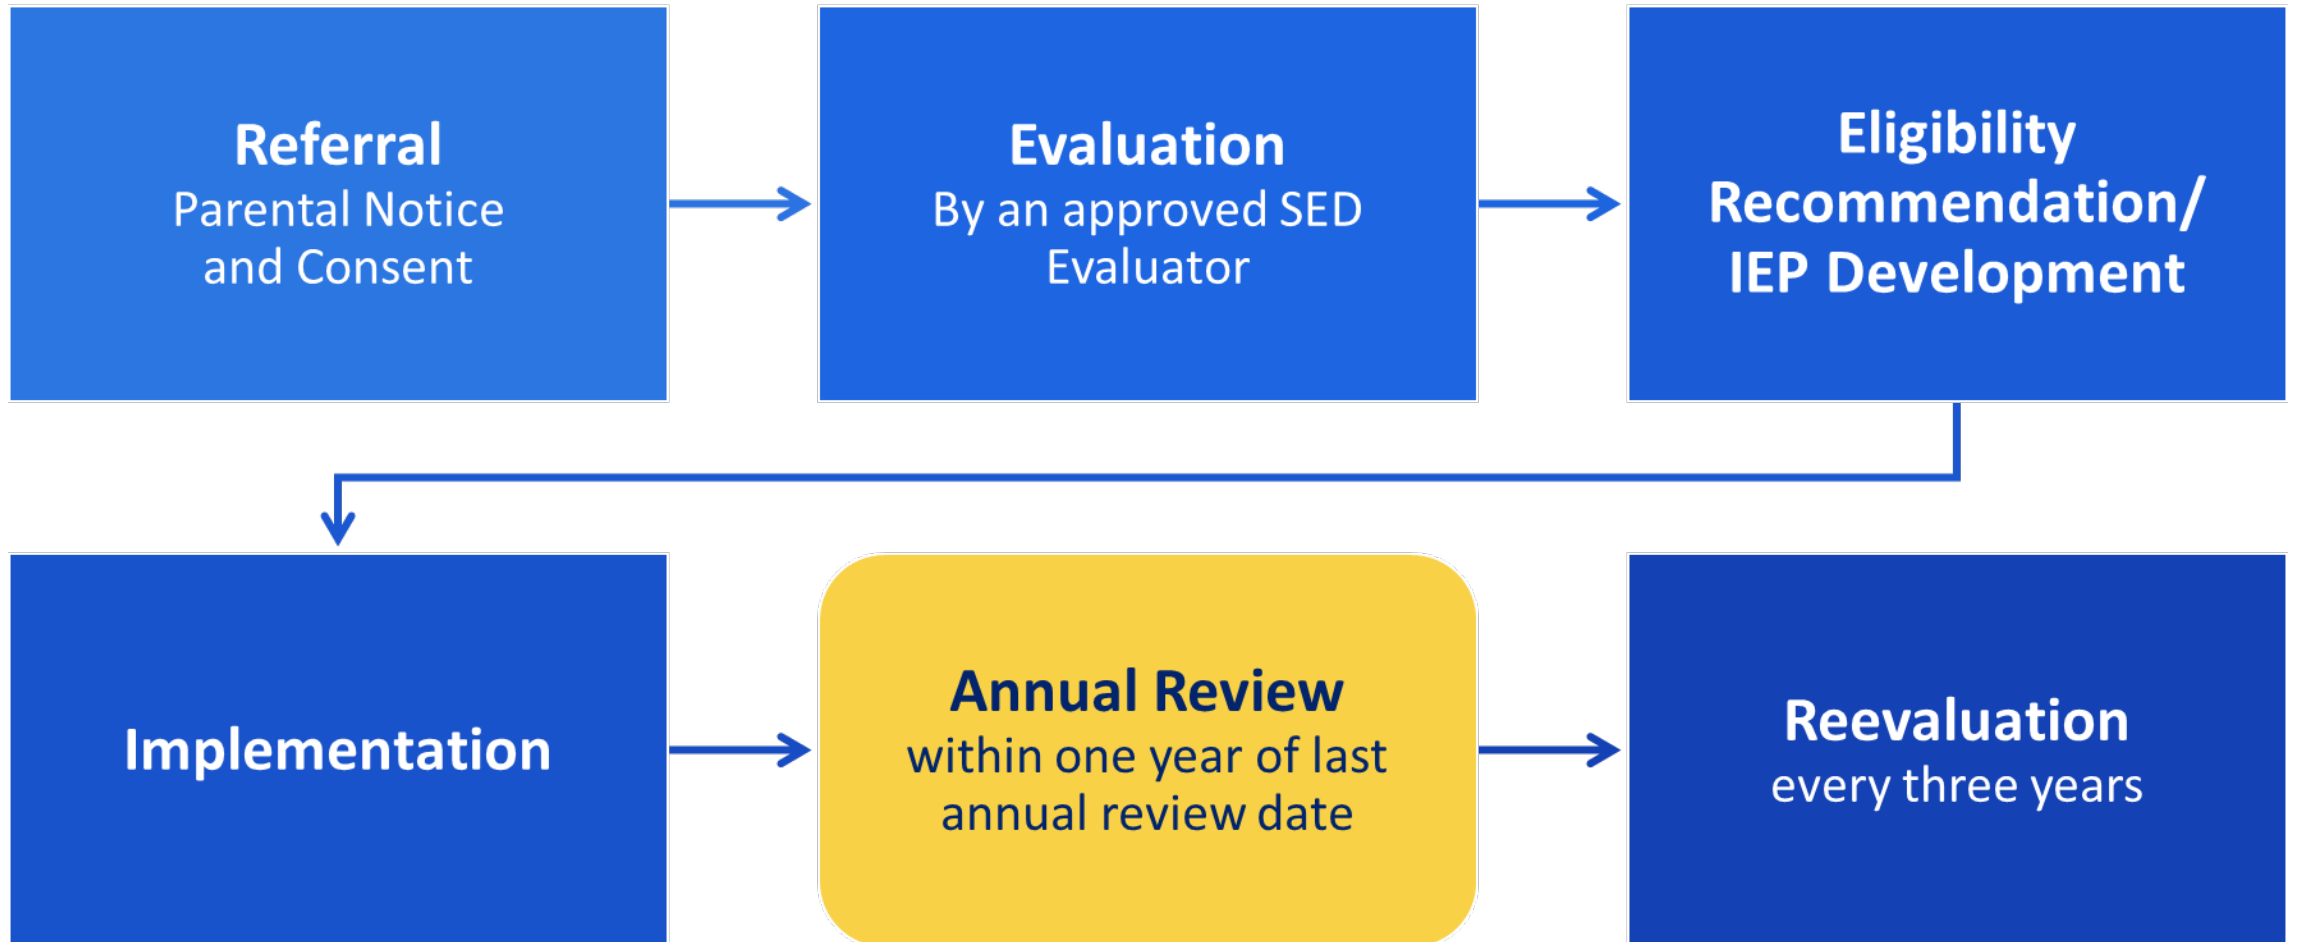 Referral
Parental Notice
and Consent
Evaluation
By an approved SED
Evaluator
Eligibility
Recommendation/
IEP Development
Implementation
Annual Review
within one year of last
annual review date
Reevaluation
every three years